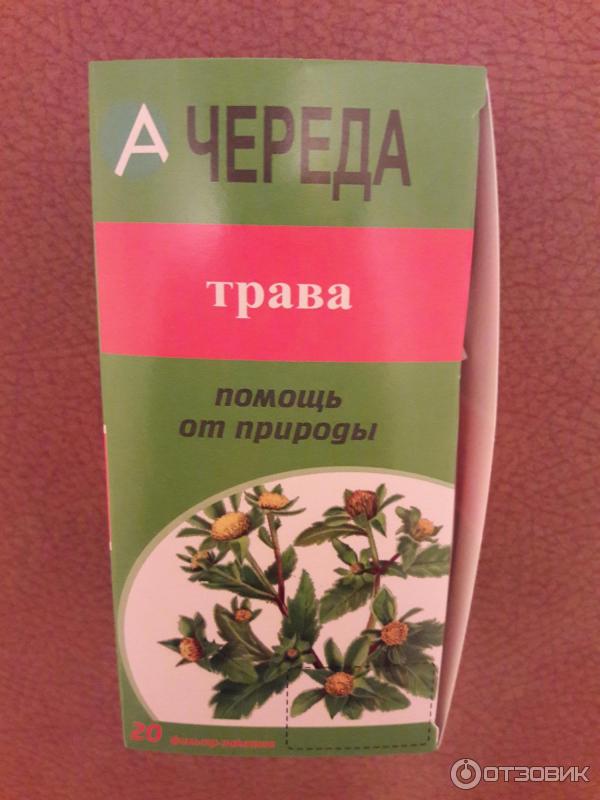 А ЧЕРЕДА
трава
помощь
от природы
20 фильтр-пакетов
ОТЗОВИК